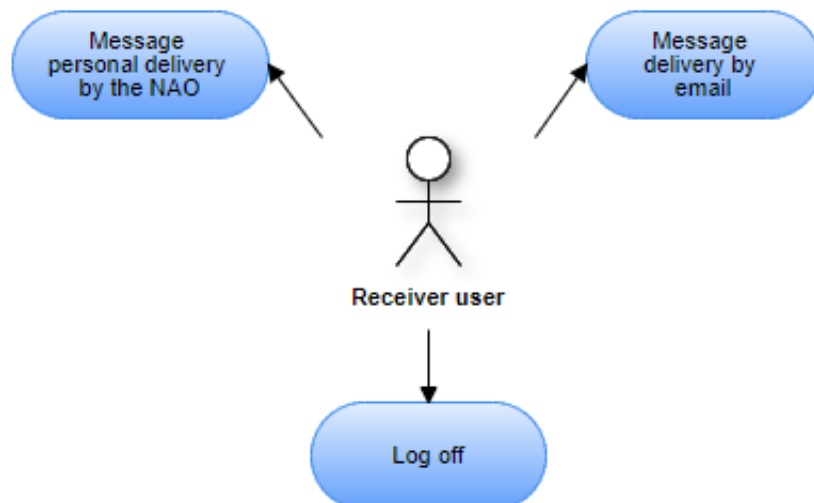 Message
personal delivery
by the NAO
Message
delivery by
email
Receiver user
Log off